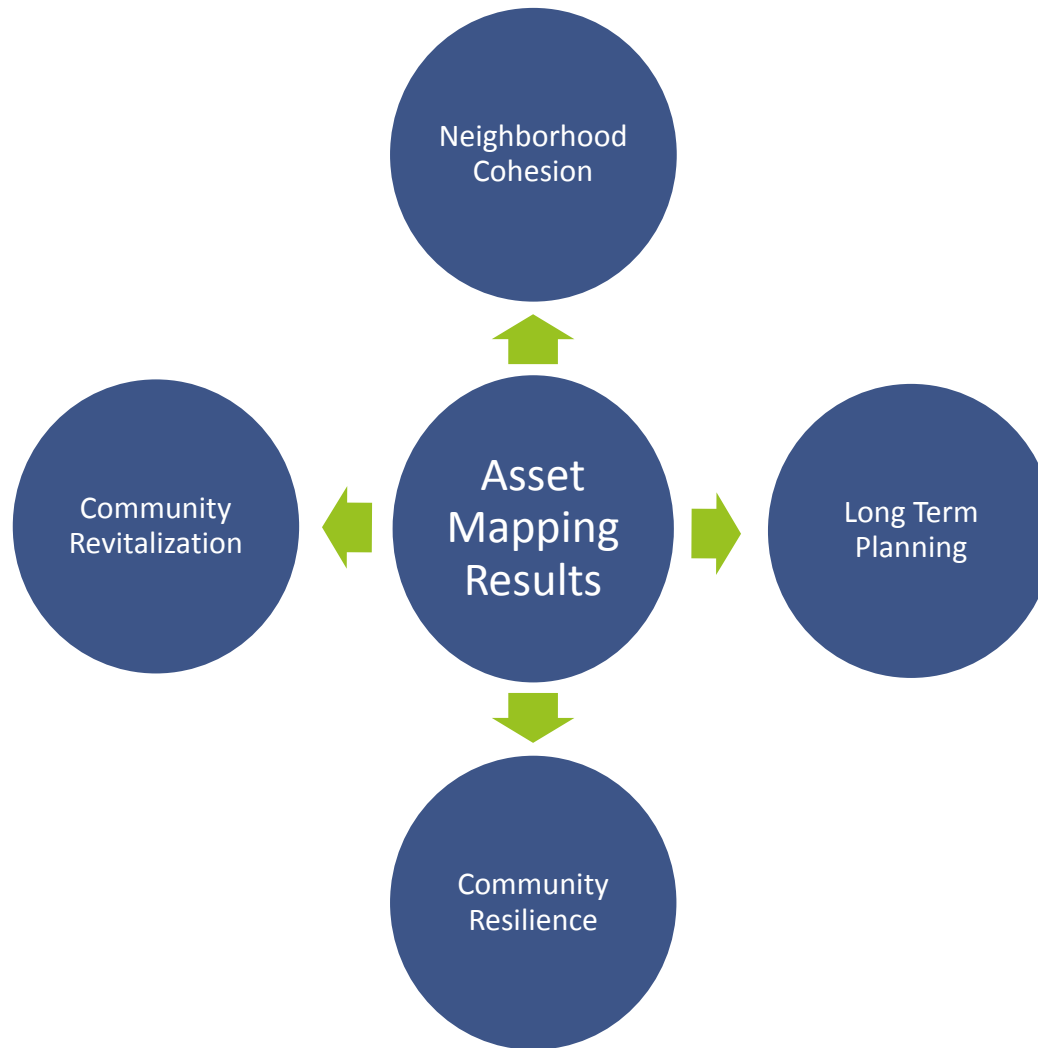 Neighborhood
Cohesion
Community
Revitalization
Asset
Mapping
Results
Long Term
Planning
Community
Resilience